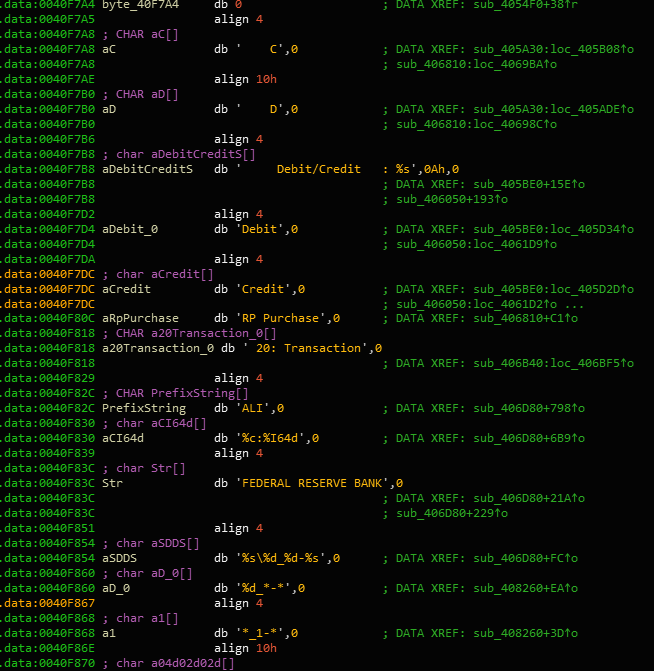 .data:0040F7A4 byte_40F7A4 db 0 ; DATA XREF: sub_4054F0+38↑r
.data:0040F7A5 align 4
.data:0040F7A8 ; CHAR aC[]
.data:0040F7A8 aC db '    C',0 ; DATA XREF: sub_405A30:loc_405B08↑o
.data:0040F7A8 ; sub_406810:loc_4069BA↑o
.data:0040F7AE align 10h
.data:0040F7B0 ; CHAR aD[]
.data:0040F7B0 aD db '    D',0 ; DATA XREF: sub_405A30:loc_405ADE↑o
.data:0040F7B0 ; sub_406810:loc_40698C↑o
.data:0040F7B6 align 4
.data:0040F7B8 ; char aDebitCreditS[]
.data:0040F7B8 aDebitCreditS db '     Debit/Credit   : %s',0Ah,0
.data:0040F7B8 ; DATA XREF: sub_405BE0+15E↑o
.data:0040F7B8 ; sub_406050+193↑o
.data:0040F7D2 align 4
.data:0040F7D4 aDebit_0 db 'Debit',0 ; DATA XREF: sub_405BE0:loc_405D34↑o
.data:0040F7D4 ; sub_406050:loc_4061D9↑o
.data:0040F7DA align 4
.data:0040F7DC ; char aCredit[]
.data:0040F7DC aCredit db 'Credit',0 ; DATA XREF: sub_405BE0:loc_405D2D↑o
.data:0040F7DC ; sub_406050:loc_4061D2↑o ...
.data:0040F80C aRpPurchase db 'RP Purchase',0 ; DATA XREF: sub_406810+C1↑o
.data:0040F818 ; CHAR a20Transaction_0[]
.data:0040F818 a20Transaction_0 db ' 20: Transaction',0
.data:0040F818 ; DATA XREF: sub_406B40:loc_406BF5↑o
.data:0040F829 align 4
.data:0040F82C ; CHAR PrefixString[]
.data:0040F82C PrefixString db 'ALI',0 ; DATA XREF: sub_406D80+798↑o
.data:0040F830 ; char aCI64d[]
.data:0040F830 aCI64d db '%c:%I64d',0 ; DATA XREF: sub_406D80+6B9↑o
.data:0040F839 align 4
.data:0040F83C ; char Str[]
.data:0040F83C Str db 'FEDERAL RESERVE BANK',0
.data:0040F83C ; DATA XREF: sub_406D80+21A↑o
.data:0040F83C ; sub_406D80+229↑o
.data:0040F851 align 4
.data:0040F854 ; char aSDDS[]
.data:0040F854 aSDDS db '%s\%d_%d-%s',0 ; DATA XREF: sub_406D80+FC↑o
.data:0040F860 ; char aD_0[]
.data:0040F860 aD_0 db '%d_*-*',0 ; DATA XREF: sub_408260+EA↑o
.data:0040F867 align 4
.data:0040F868 ; char a1[]
.data:0040F868 a1 db '*_1-*',0 ; DATA XREF: sub_408260+3D↑o
.data:0040F86E align 10h
.data:0040F870 ; char a04d02d02d[]